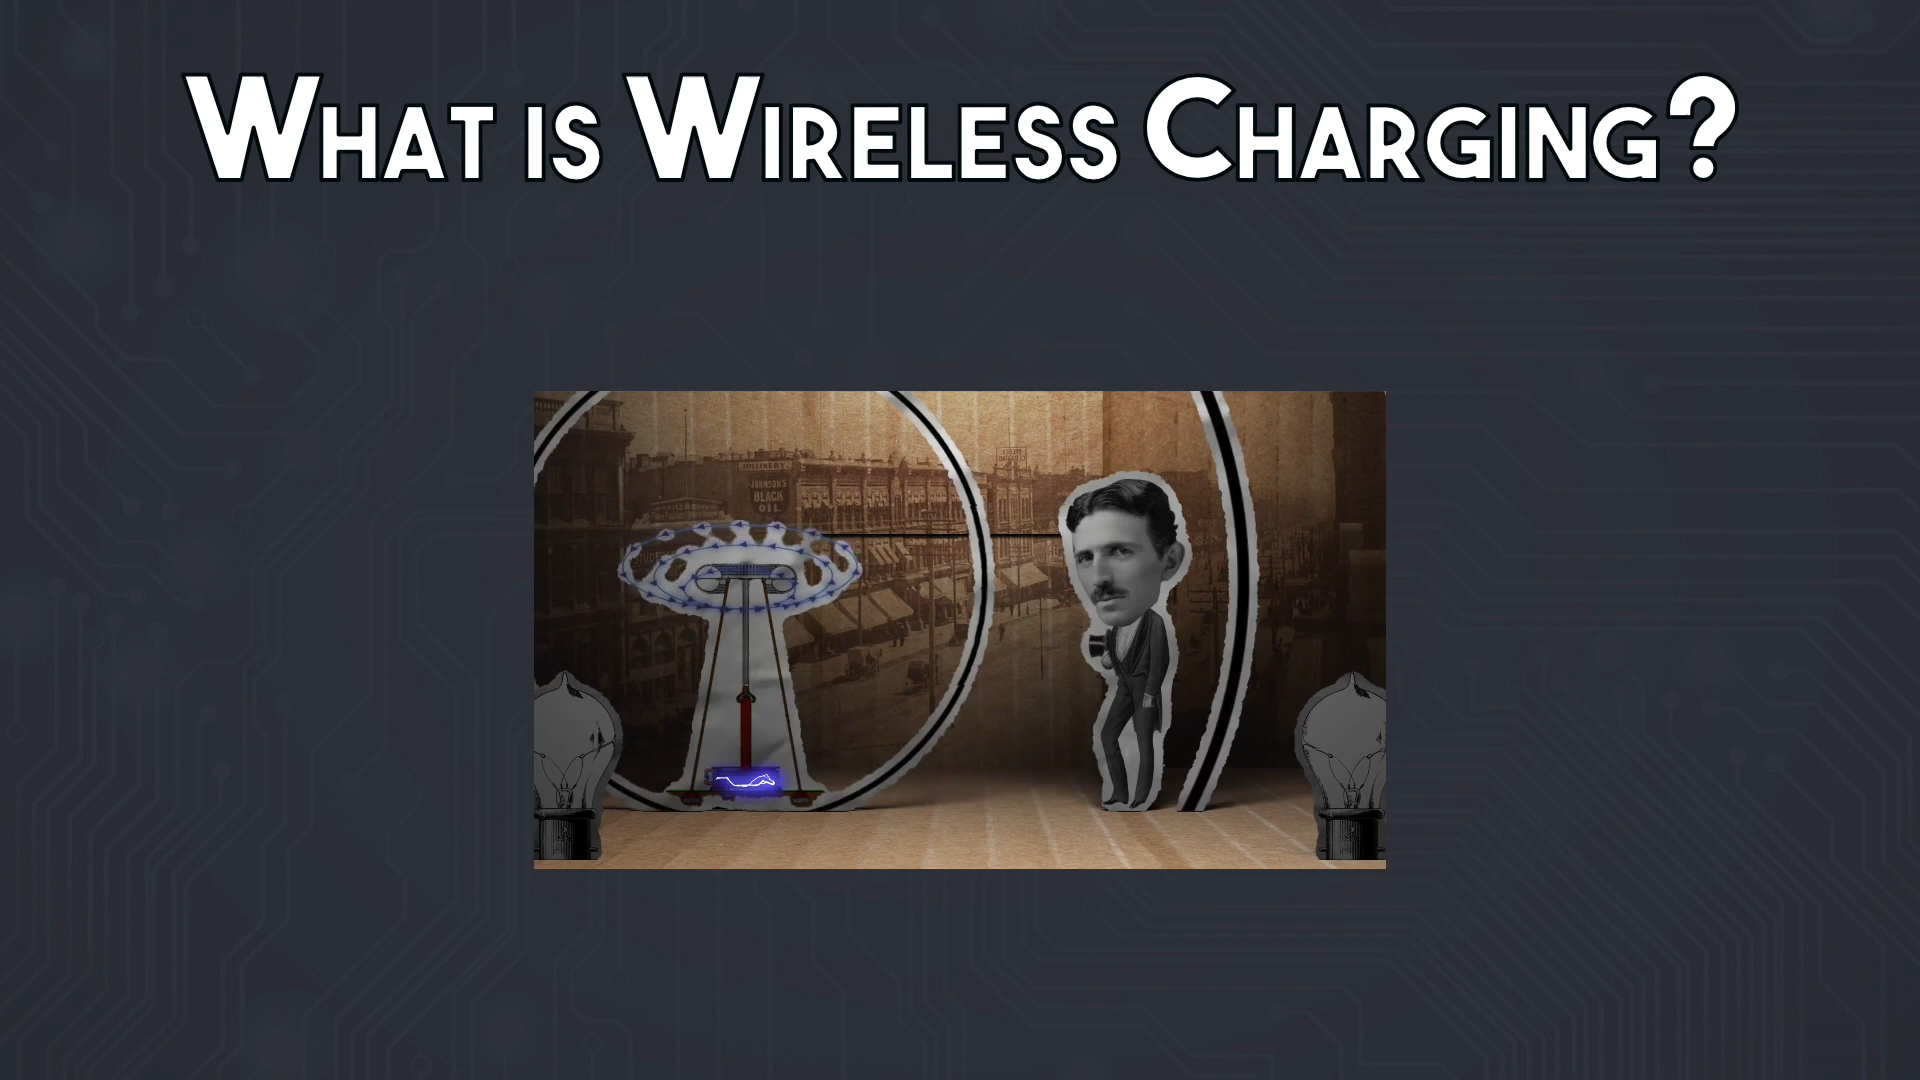 What is Wireless Charging?
MILLINERY.
JOHNSON'S
BLACK
OIL